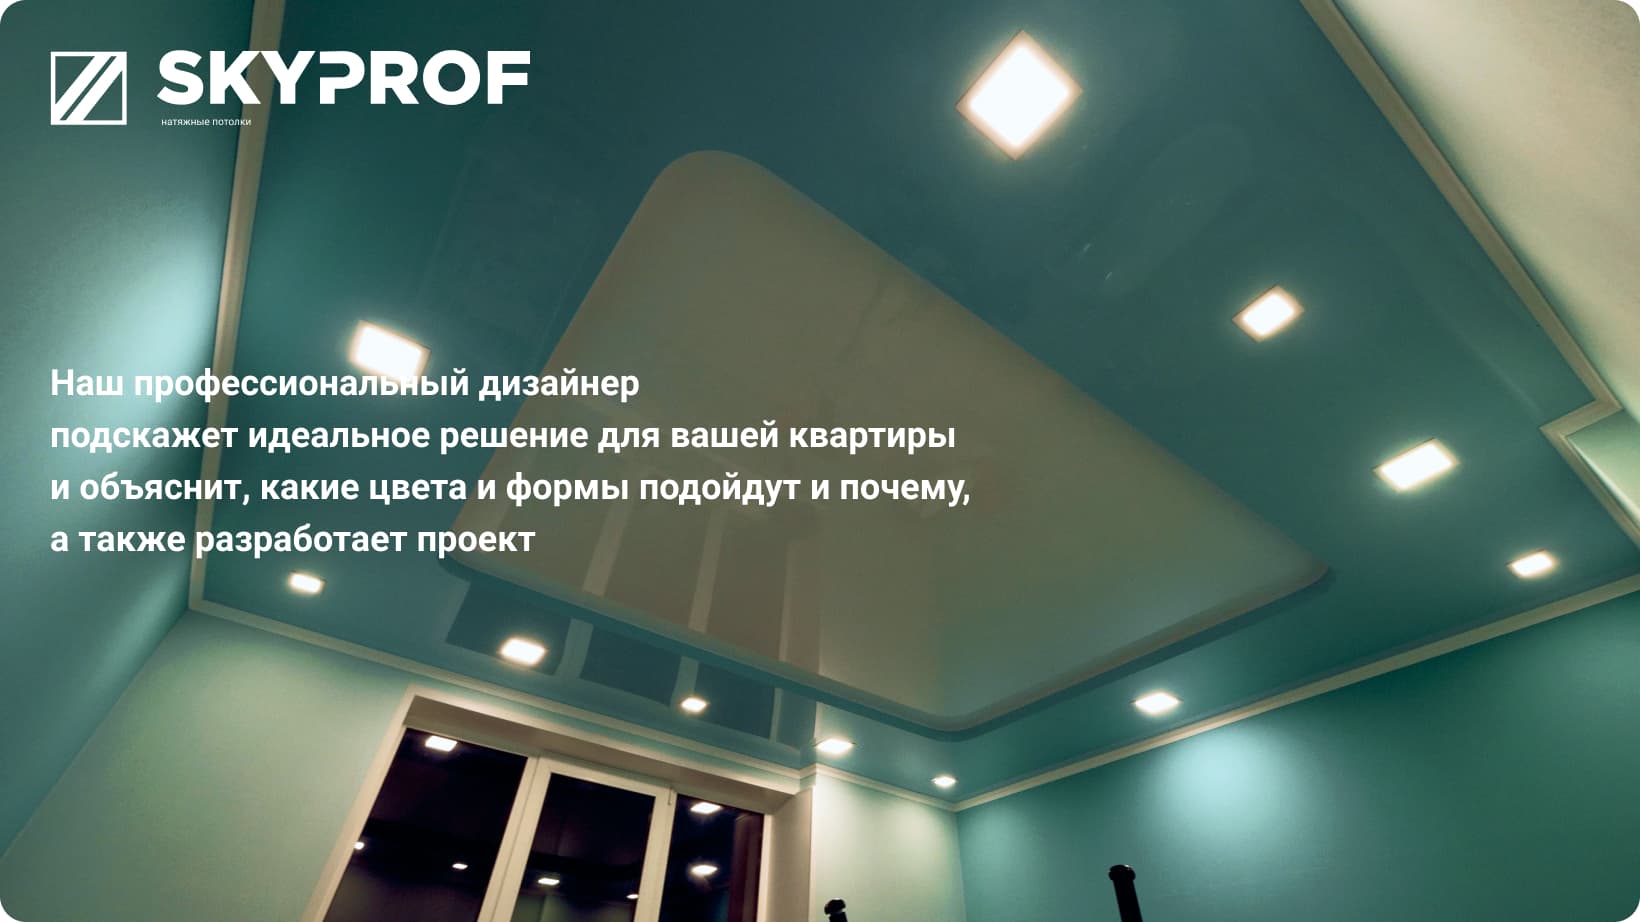 SKYPROF
натяжные потолки
Наш профессиональный дизайнер
подскажет идеальное решение для вашей квартиры
и объяснит, какие цвета и формы подойдут и почему,
а также разработает проект